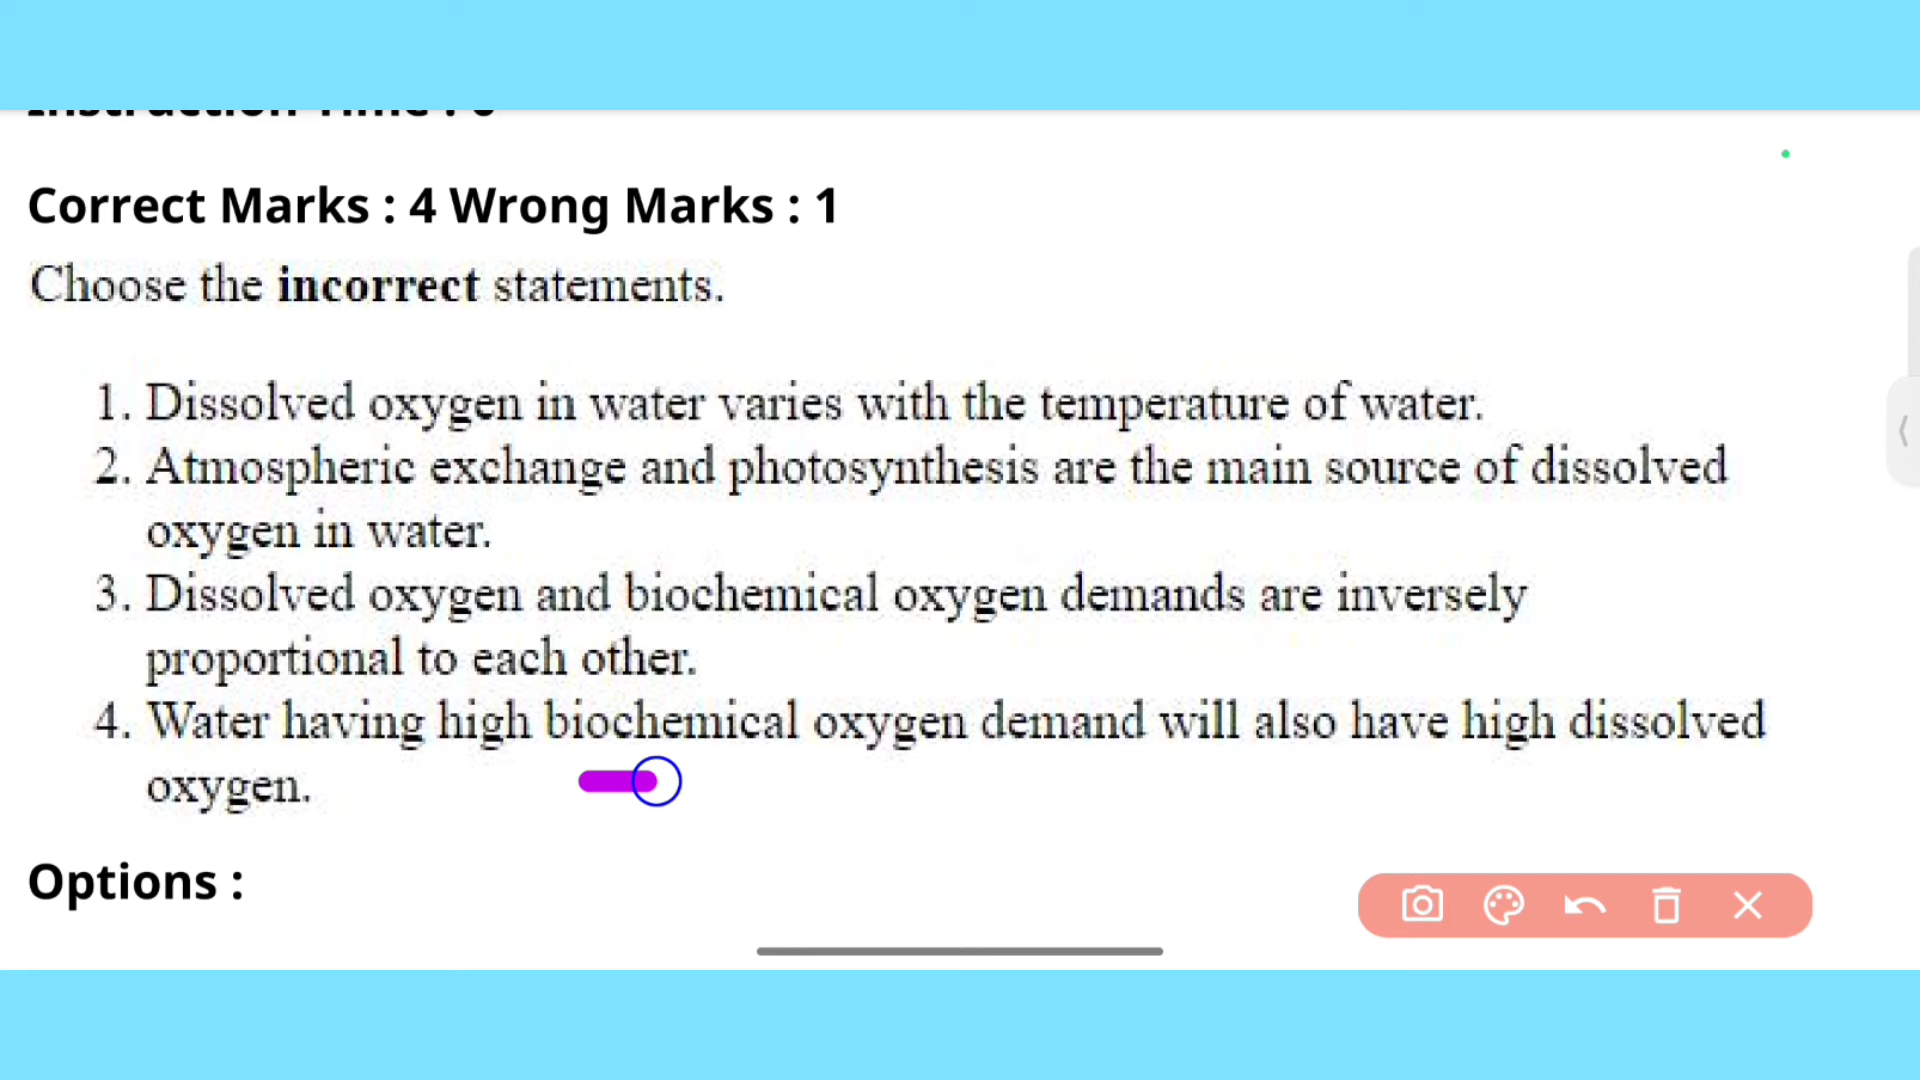 Instruction Time : 0
Correct Marks : 4 Wrong Marks : 1
Choose the incorrect statements.
1. Dissolved oxygen in water varies with the temperature of water.
2. Atmospheric exchange and photosynthesis are the main source of dissolved
oxygen in water.
3. Dissolved oxygen and biochemical oxygen demands are inversely
proportional to each other.
4. Water having high biochemical oxygen demand will also have high dissolved
oxygen.
Options :